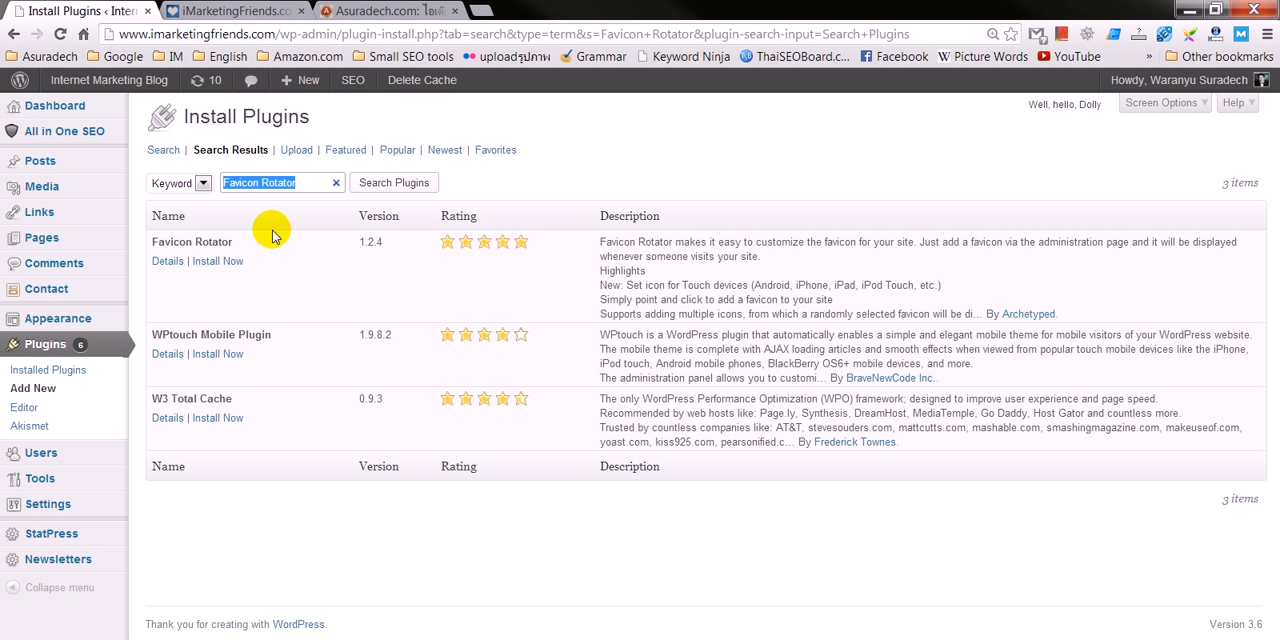 Install Plugins ‹ Inter
iMarketingFriends.co
Asuradech.com: ไอเดี
www.imarketingfriends.com/wp-admin/plugin-install.php?tab=search&type=term&s=Favicon+Rotator&plugin-search-input=Search+Plugins
Asuradech Google IM English Amazon.com Small SEO tools uploadรูปภาพ Grammar Keyword Ninja ThaiSEOBoard.c... Facebook Picture Words YouTube » Other bookmarks
Internet Marketing Blog 10 + New SEO Delete Cache Howdy, Waranyu Suradech
Dashboard
All in One SEO
Posts
Media
Links
Pages
Comments
Contact
Appearance
Plugins 6
Installed Plugins
Add New
Editor
Akismet
Users
Tools
Settings
StatPress
Newsletters
Collapse menu
Well, hello, Dolly Screen Options Help
Install Plugins
Search | Search Results | Upload | Featured | Popular | Newest | Favorites
Keyword Favicon Rotator × Search Plugins 3 items
Name Version Rating Description
Favicon Rotator 1.2.4
Details | Install Now
Favicon Rotator makes it easy to customize the favicon for your site. Just add a favicon via the administration page and it will be displayed
whenever someone visits your site.
Highlights
New: Set icon for Touch devices (Android, iPhone, iPad, iPod Touch, etc.)
Simply point and click to add a favicon to your site
Supports adding multiple icons, from which a randomly selected favicon will be di... By Archetyped.
WPtouch Mobile Plugin 1.9.8.2
Details | Install Now
WPtouch is a WordPress plugin that automatically enables a simple and elegant mobile theme for mobile visitors of your WordPress website.
The mobile theme is complete with AJAX loading articles and smooth effects when viewed from popular touch mobile devices like the iPhone,
iPod touch, Android mobile phones, BlackBerry OS6+ mobile devices, and more.
The administration panel allows you to customi... By BraveNewCode Inc..
W3 Total Cache 0.9.3
Details | Install Now
The only WordPress Performance Optimization (WPO) framework; designed to improve user experience and page speed.
Recommended by web hosts like: Page.ly, Synthesis, DreamHost, MediaTemple, Go Daddy, Host Gator and countless more.
Trusted by countless companies like: AT&T, stevesouders.com, mattcutts.com, mashable.com, smashingmagazine.com, makeuseof.com,
yoast.com, kiss925.com, pearsonified.c... By Frederick Townes.
Name Version Rating Description
3 items
Thank you for creating with WordPress. Version 3.6